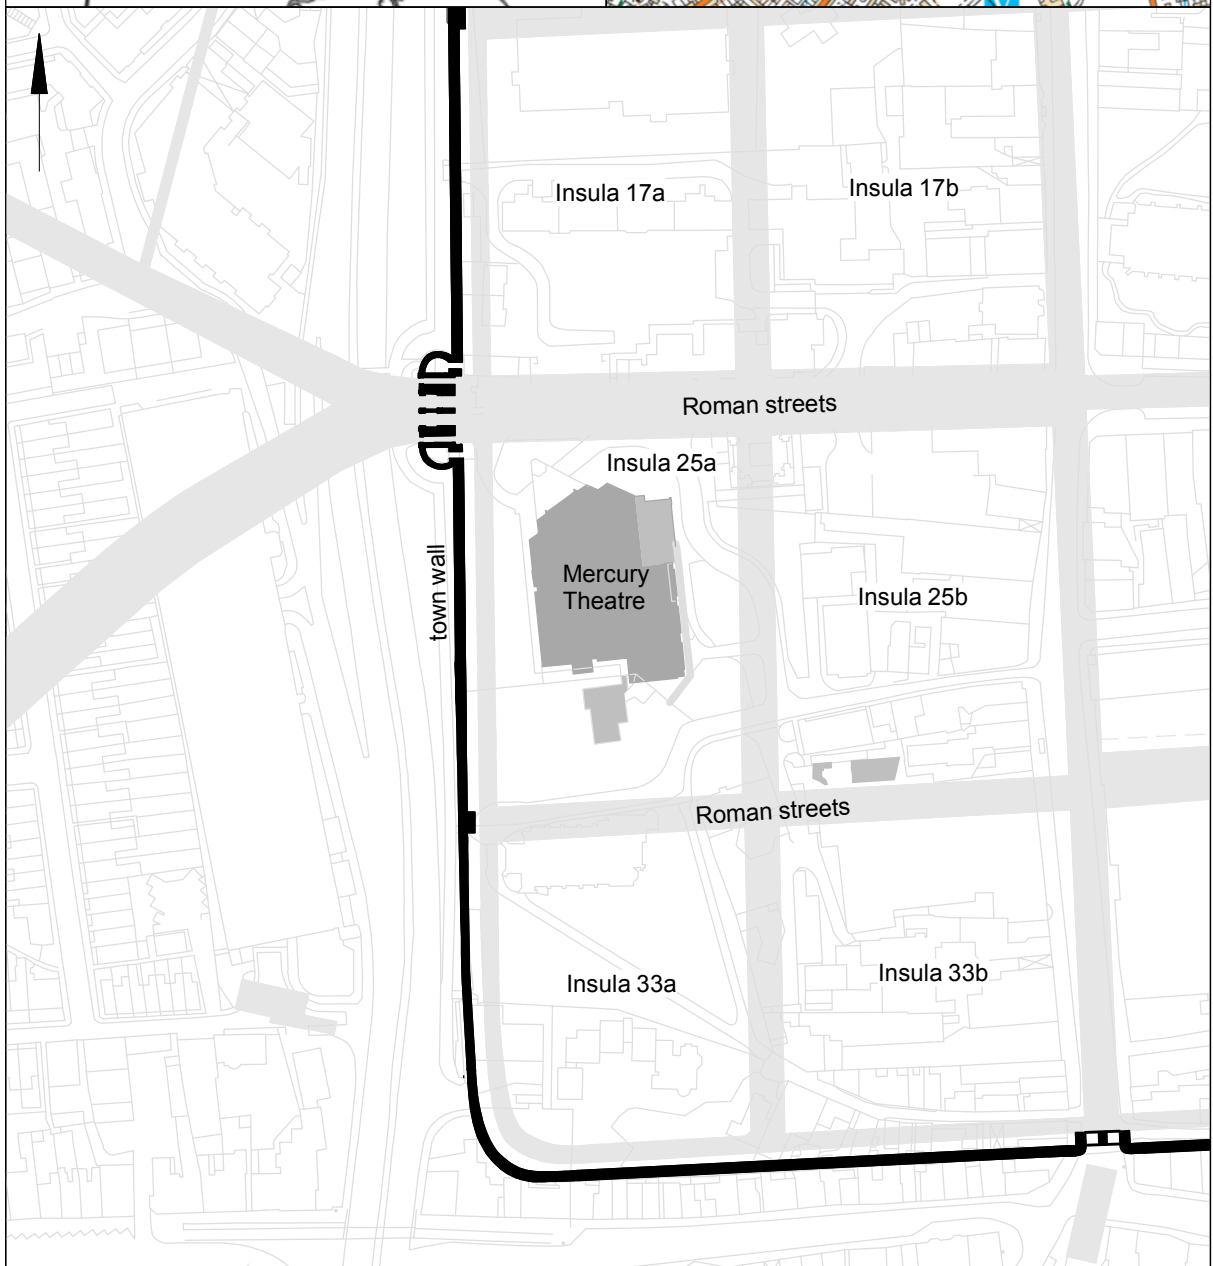 Insula 17a
Insula 17b
Roman streets
Insula 25a
Mercury
Theatre
town wall
Insula 25b
Roman streets
Insula 33a
Insula 33b